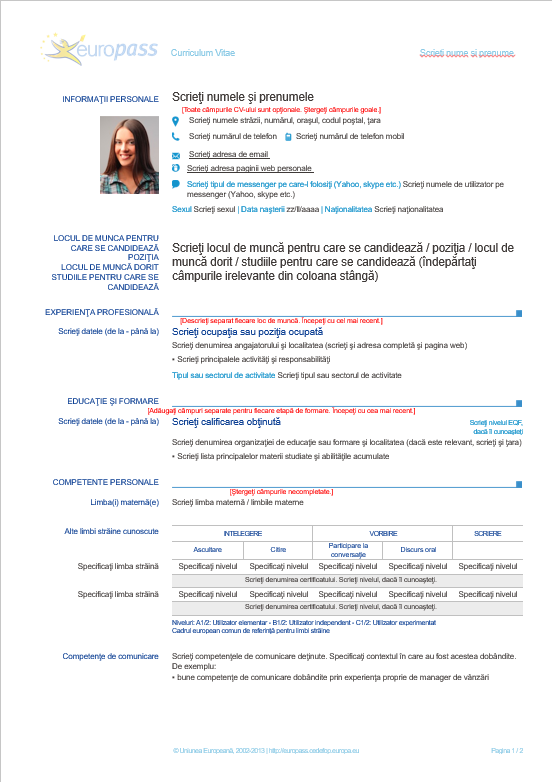 europass
Curriculum Vitae
Scrieţi nume şi prenume
INFORMAŢII PERSONALE
Scrieţi numele şi prenumele
[Toate câmpurile CV-ului sunt opţionale. Ştergeţi câmpurile goale.]
Scrieţi numele străzii, numărul, oraşul, codul poştal, ţara
Scrieţi numărul de telefon Scrieţi numărul de telefon mobil
Scrieţi adresa de email
Scrieţi adresa paginii web personale
Scrieţi tipul de messenger pe care-l folosiţi (Yahoo, skype etc.) Scrieţi numele de utilizator pe
messenger (Yahoo, skype etc.)
Sexul Scrieţi sexul | Data naşterii zz/ll/aaaa | Naţionalitatea Scrieţi naţionalitatea
LOCUL DE MUNCA PENTRU
CARE SE CANDIDEAZĂ
POZIŢIA
LOCUL DE MUNCĂ DORIT
STUDIILE PENTRU CARE SE
CANDIDEAZĂ
Scrieţi locul de muncă pentru care se candidează / poziţia / locul de
muncă dorit / studiile pentru care se candidează (îndepărtaţi
câmpurile irelevante din coloana stângă)
EXPERIENŢA PROFESIONALĂ
[Descrieţi separat fiecare loc de muncă. Începeţi cu cel mai recent.]
Scrieţi datele (de la - până la)
Scrieţi ocupaţia sau poziţia ocupată
Scrieţi denumirea angajatorului şi localitatea (scrieţi şi adresa completă şi pagina web)
▪ Scrieţi principalele activităţi şi responsabilităţi
Tipul sau sectorul de activitate Scrieţi tipul sau sectorul de activitate
EDUCAŢIE ŞI FORMARE
[Adăugaţi câmpuri separate pentru fiecare etapă de formare. Începeţi cu cea mai recent.]
Scrieţi datele (de la - până la)
Scrieţi calificarea obţinută
Scrieţi nivelul EQF,
dacă îl cunoaşteţi
Scrieţi denumirea organizaţiei de educaţie sau formare şi localitatea (dacă este relevant, scrieţi şi ţara)
▪ Scrieţi lista principalelor materii studiate şi abilităţile acumulate
COMPETENTE PERSONALE
[Ştergeţi câmpurile necompletate.]
Limba(i) maternă(e)
Scrieţi limba maternă / limbile materne
Alte limbi străine cunoscute
INTELEGERE VORBIRE SCRIERE
Ascultare Citire Participare la conversaţie Discurs oral
Specificaţi limba străină Specificaţi nivelul Specificaţi nivelul Specificaţi nivelul Specificaţi nivelul Specificaţi nivelul
Scrieţi denumirea certificatului. Scrieţi nivelul, dacă îl cunoaşteţi.
Specificaţi limba străină Specificaţi nivelul Specificaţi nivelul Specificaţi nivelul Specificaţi nivelul Specificaţi nivelul
Scrieţi denumirea certificatului. Scrieţi nivelul, dacă îl cunoaşteţi.
Niveluri: A1/2: Utilizator elementar - B1/2: Utilizator independent - C1/2: Utilizator experimentat
Cadrul european comun de referinţă pentru limbi străine
Competenţe de comunicare
Scrieţi competenţele de comunicare deţinute. Specificaţi contextul în care au fost acestea dobândite.
De exemplu:
▪ bune competenţe de comunicare dobândite prin experienţa proprie de manager de vânzări
© Uniunea Europeană, 2002-2013 | http://europass.cedefop.europa.eu
Pagina 1 / 2